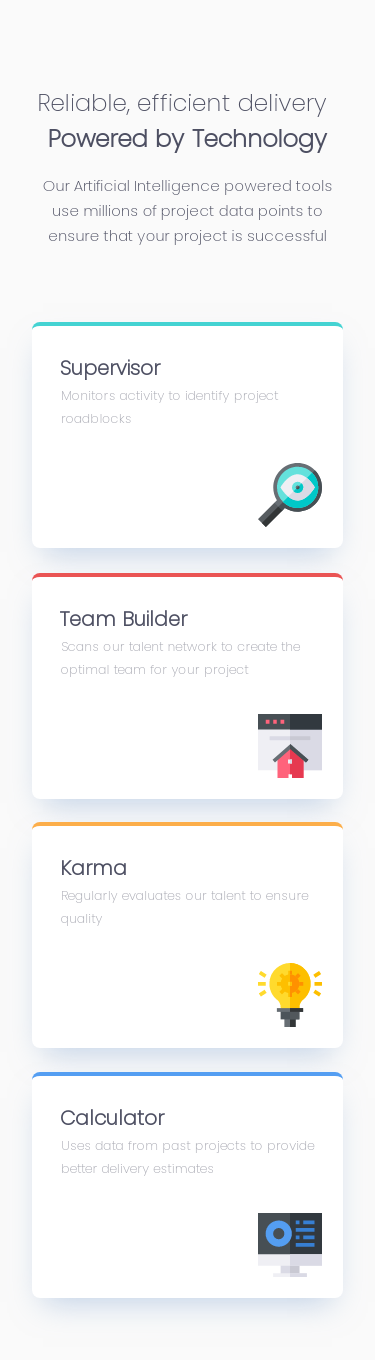 Reliable, efficient delivery
Powered by Technology
Our Artificial Intelligence powered tools
use millions of project data points to
ensure that your project is successful
Supervisor
Monitors activity to identify project
roadblocks
Team Builder
Scans our talent network to create the
optimal team for your project
Karma
Regularly evaluates our talent to ensure
quality
Calculator
Uses data from past projects to provide
better delivery estimates